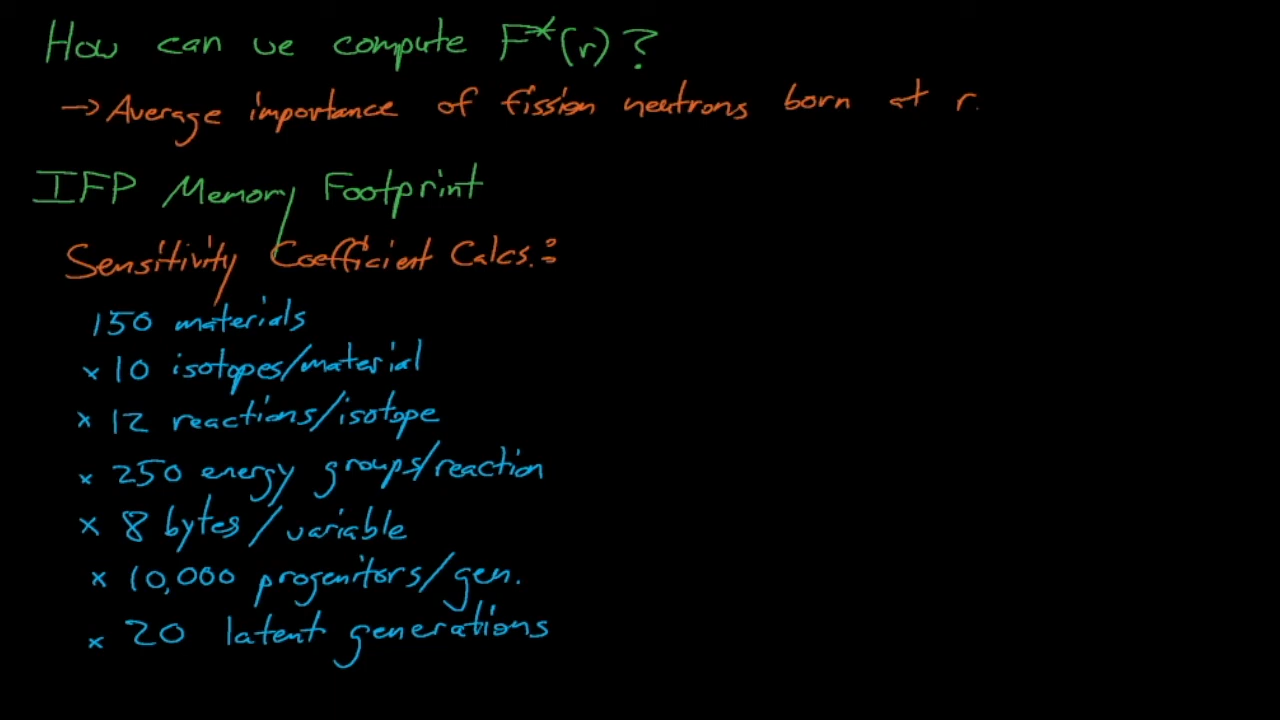 How can we compute F*(r)?
→ Average importance of fission neutrons born at r.
IFP Memory Footprint
Sensitivity Coefficient Calcs.:
150 materials
x 10 isotopes/material
x 12 reactions/isotope
x 250 energy groups/reaction
x 8 bytes/variable
x 10,000 progenitors/gen.
x 20 latent generations